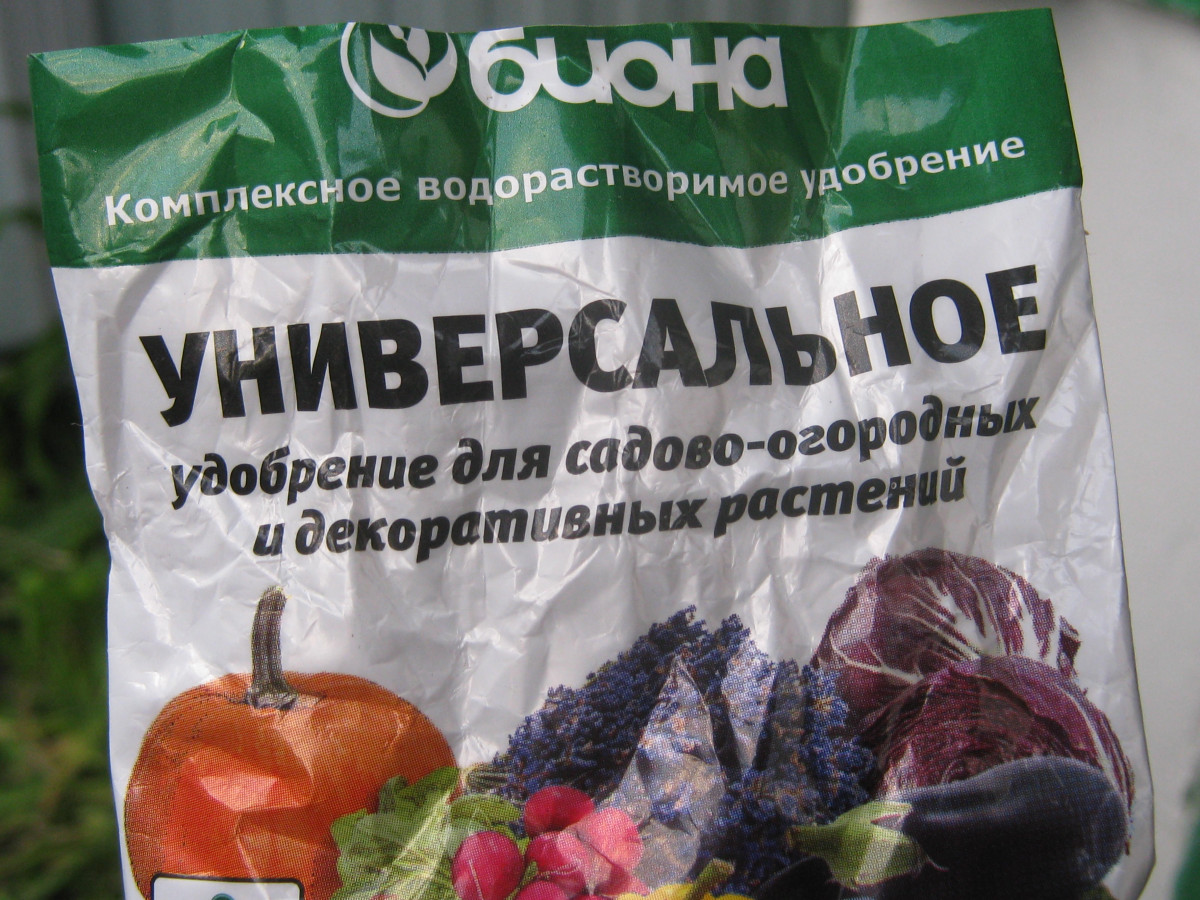 биона
Комплексное водорастворимое удобрение
УНИВЕРСАЛЬНОЕ
удобрение для садово-огородных
и декоративных растений